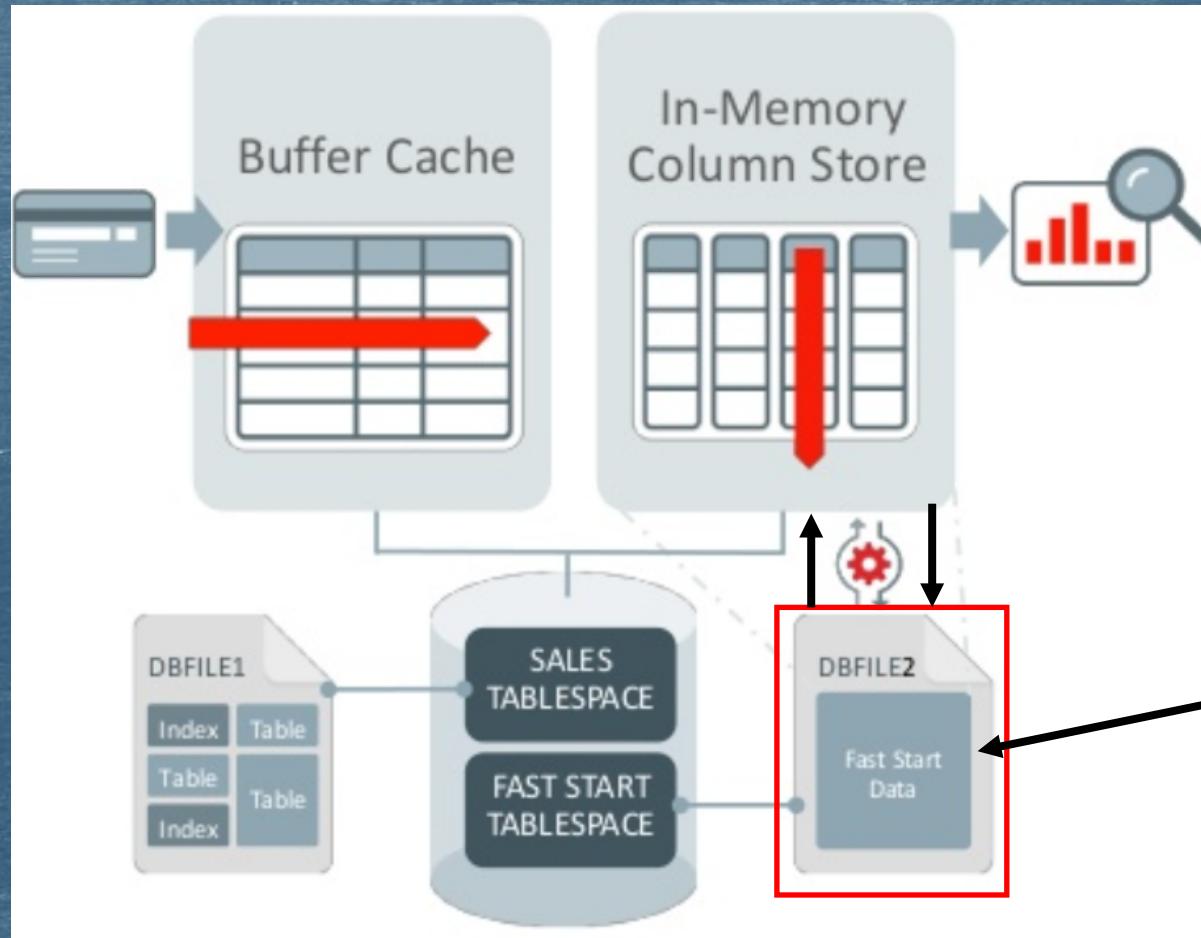 Buffer Cache
In-Memory
Column Store
DBFILE1
Index
Table
Table
Table
Index
SALES
TABLESPACE
FAST START
TABLESPACE
DBFILE2
Fast Start
Data